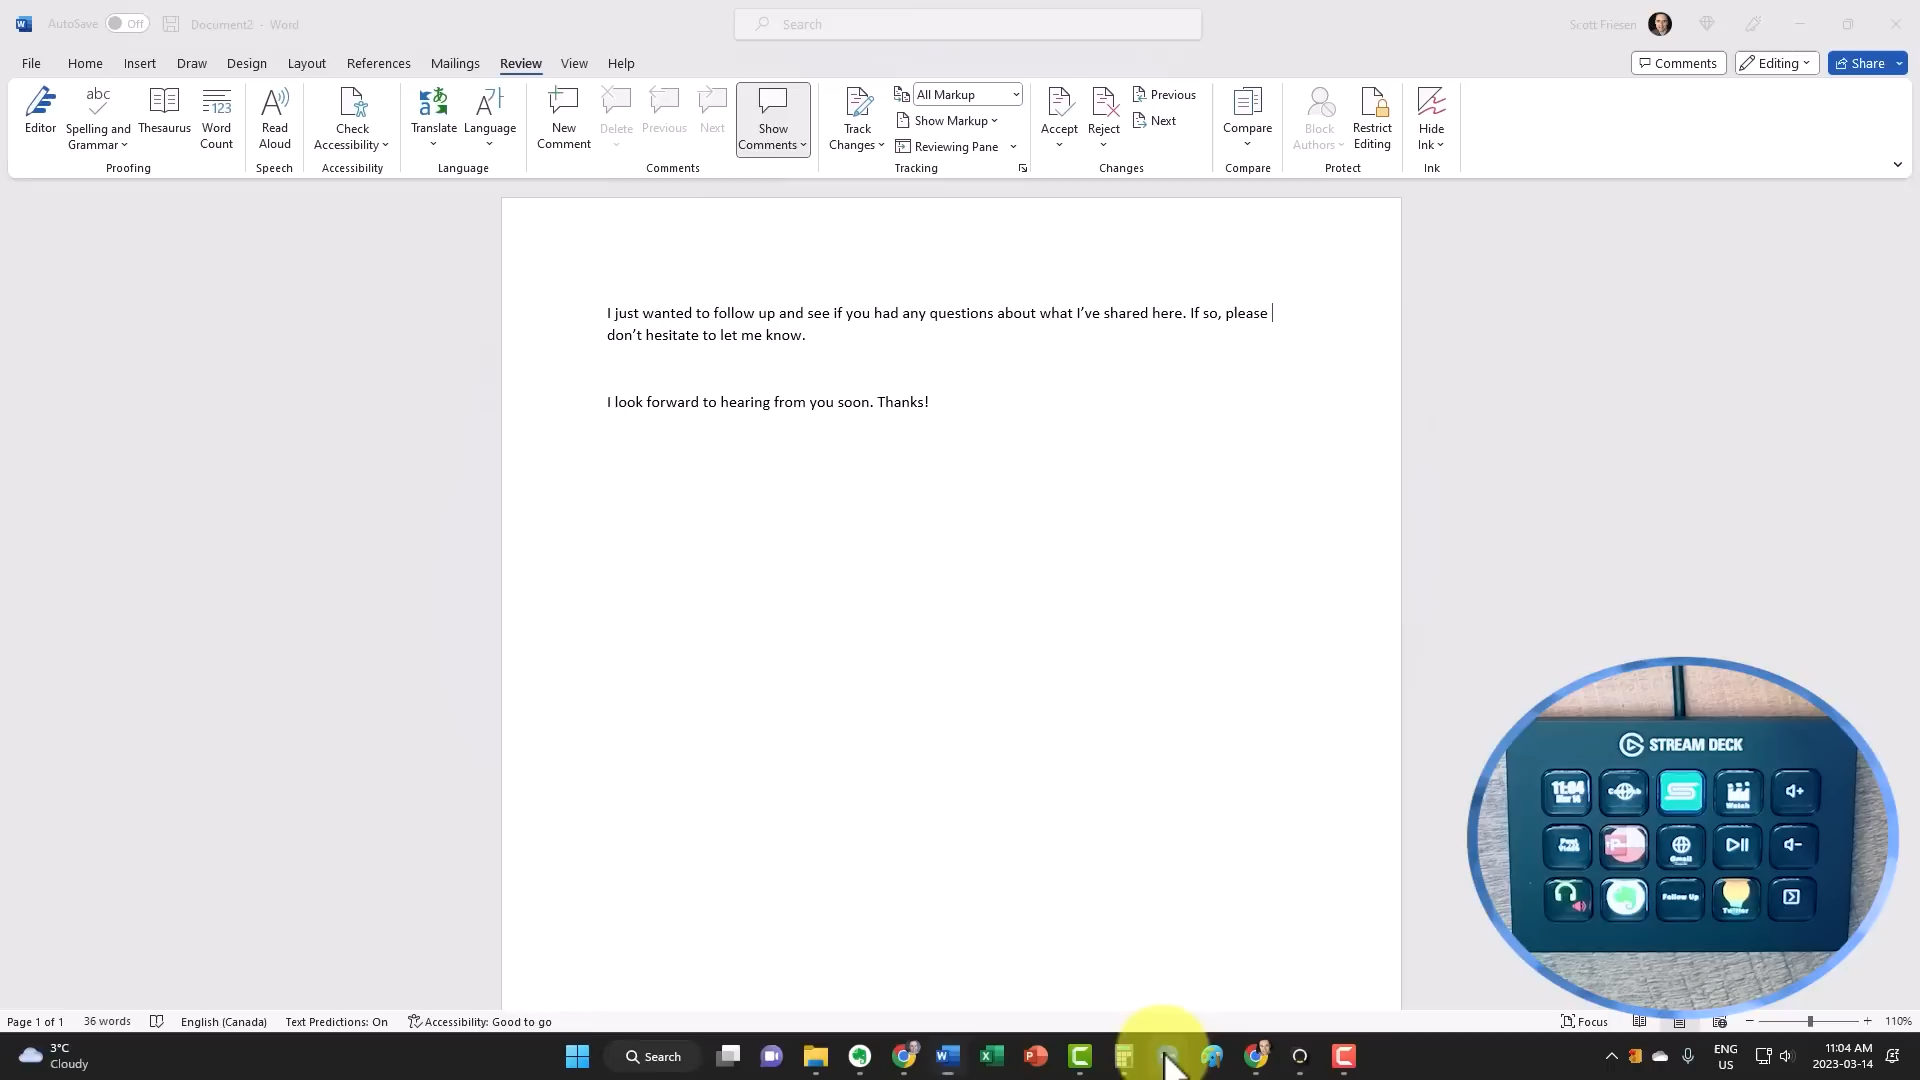 AutoSave Off Document2 - Word Search Scott Friesen
File Home Insert Draw Design Layout References Mailings Review View Help Comments Editing Share
Editor
Spelling and Grammar
Thesaurus
Word Count
Proofing
Read Aloud
Speech
Check Accessibility
Accessibility
Translate
Language
Language
New Comment
Delete
Previous
Next
Show Comments
Comments
Track Changes
All Markup
Show Markup
Reviewing Pane
Tracking
Accept
Reject
Previous
Next
Changes
Compare
Compare
Block Authors
Restrict Editing
Protect
Hide Ink
Ink
I just wanted to follow up and see if you had any questions about what I’ve shared here. If so, please
don’t hesitate to let me know.
I look forward to hearing from you soon. Thanks!
STREAM DECK
11:04
Mar 14
Watch
Gmail
Follow Up
Twitter
Page 1 of 1 36 words English (Canada) Text Predictions: On Accessibility: Good to go Focus 110%
3°C
Cloudy
Search
ENG
US
11:04 AM
2023-03-14